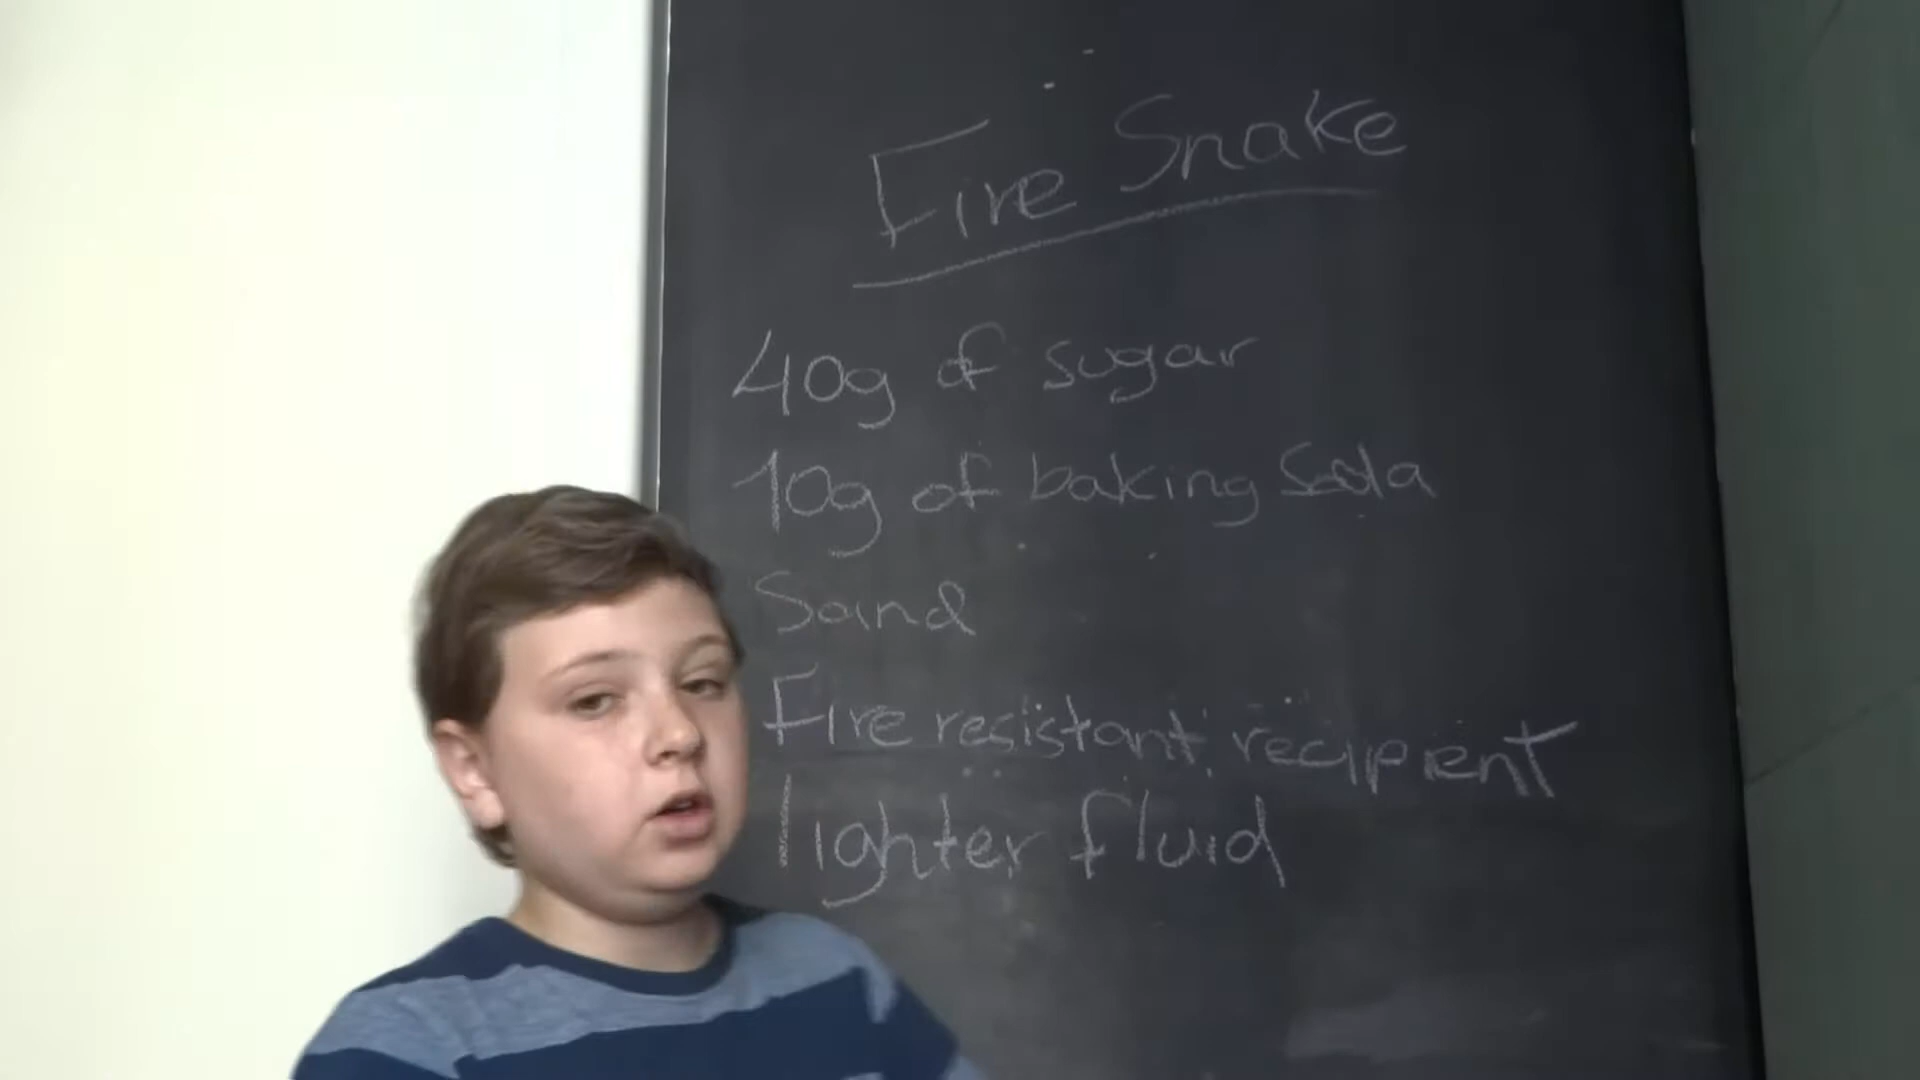 Fire Snake
40g of sugar
10g of baking Soda
Sand
Fire resistant recipient
lighter fluid